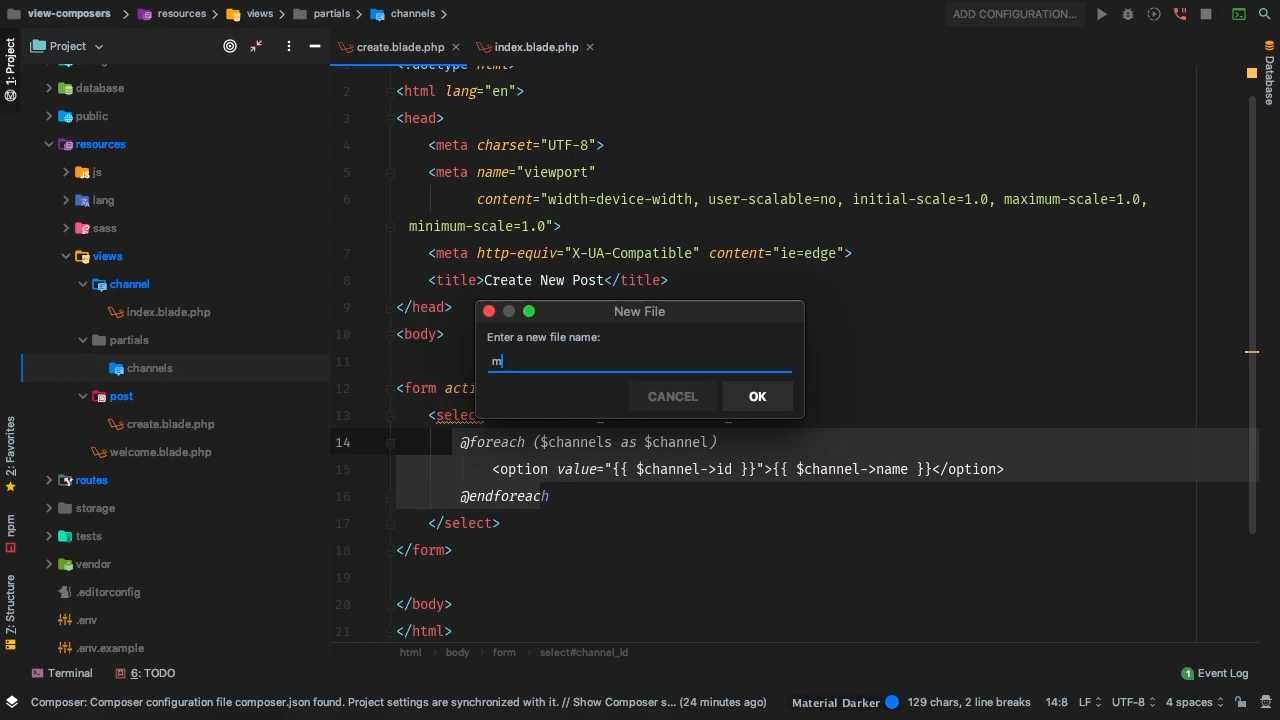 view-composers > resources > views > partials > channels >
ADD CONFIGURATION...
1: Project
Project
create.blade.php
index.blade.php
Database
database
public
resources
js
lang
sass
views
channel
index.blade.php
partials
channels
post
create.blade.php
welcome.blade.php
routes
storage
tests
vendor
.editorconfig
.env
.env.example
2: Favorites
npm
7: Structure
1 <!doctype html>
2 <html lang="en">
3 <head>
4 <meta charset="UTF-8">
5 <meta name="viewport"
6 content="width=device-width, user-scalable=no, initial-scale=1.0, maximum-scale=1.0,
minimum-scale=1.0">
7 <meta http-equiv="X-UA-Compatible" content="ie=edge">
8 <title>Create New Post</title>
9 </head>
10 <body>
11
12 <form acti
13 <selec
14 @foreach ($channels as $channel)
15 <option value="{{ $channel->id }}">{{ $channel->name }}</option>
16 @endforeach
17 </select>
18 </form>
19
20 </body>
21 </html>
New File
Enter a new file name:
m
CANCEL
OK
html > body > form > select#channel_id
Terminal
6: TODO
1 Event Log
Composer: Composer configuration file composer.json found. Project settings are synchronized with it. // Show Composer s... (24 minutes ago)
Material Darker
129 chars, 2 line breaks
14:8
LF
UTF-8
4 spaces